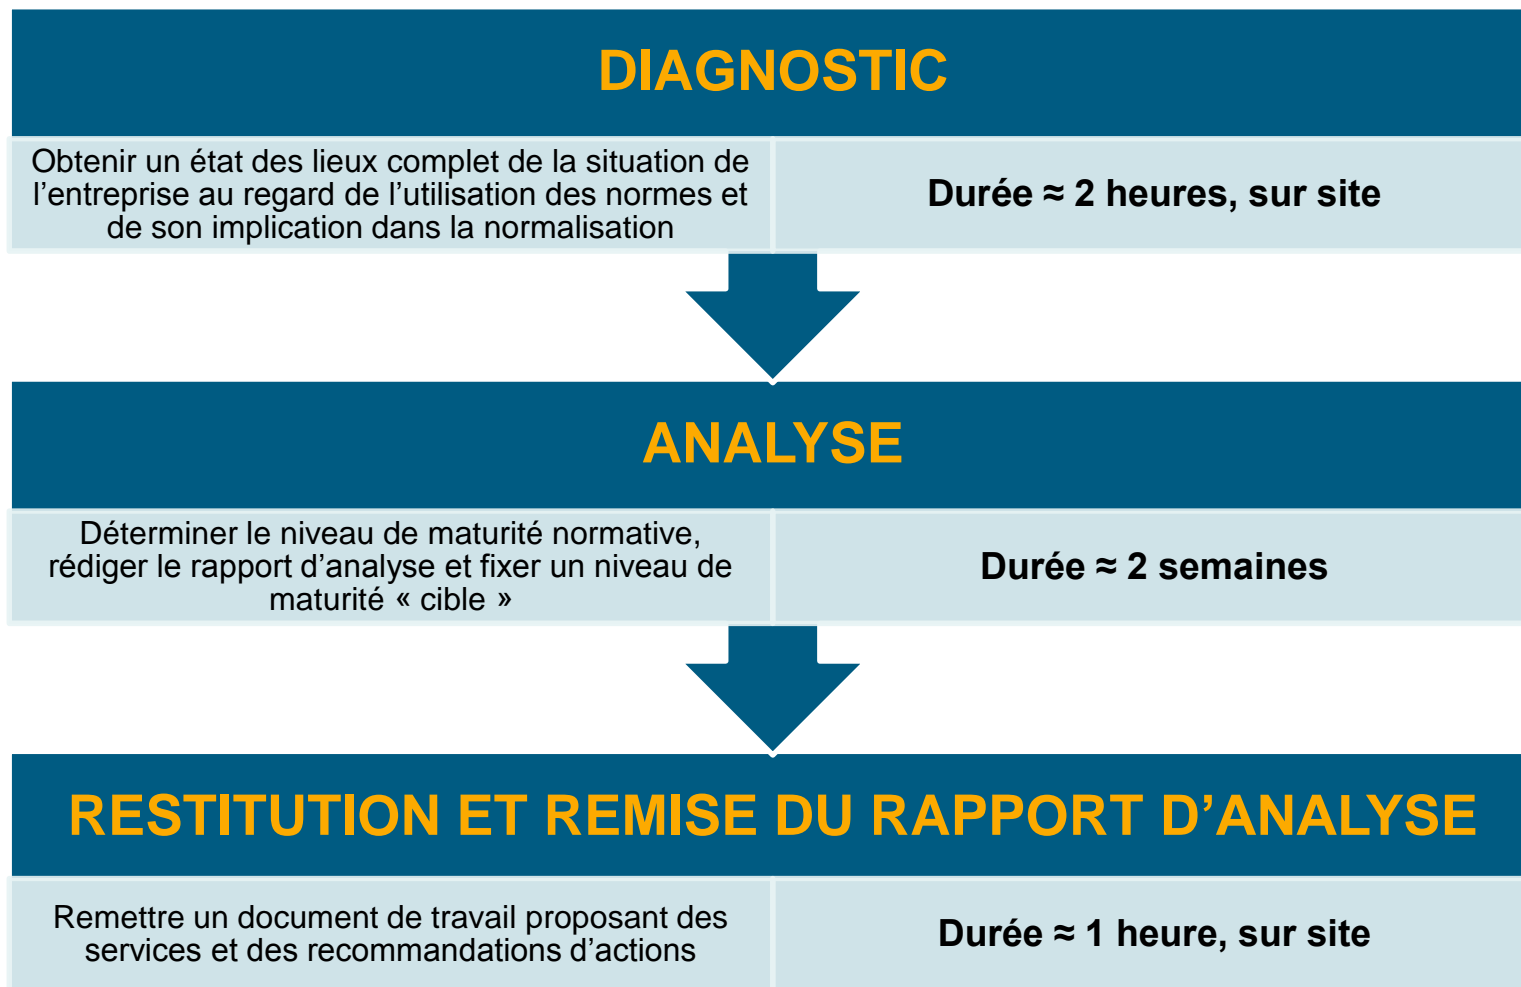 DIAGNOSTIC
Obtenir un état des lieux complet de la situation de
l’entreprise au regard de l’utilisation des normes et
de son implication dans la normalisation
Durée ≈ 2 heures, sur site
ANALYSE
Déterminer le niveau de maturité normative,
rédiger le rapport d’analyse et fixer un niveau de
maturité « cible »
Durée ≈ 2 semaines
RESTITUTION ET REMISE DU RAPPORT D’ANALYSE
Remettre un document de travail proposant des
services et des recommandations d’actions
Durée ≈ 1 heure, sur site